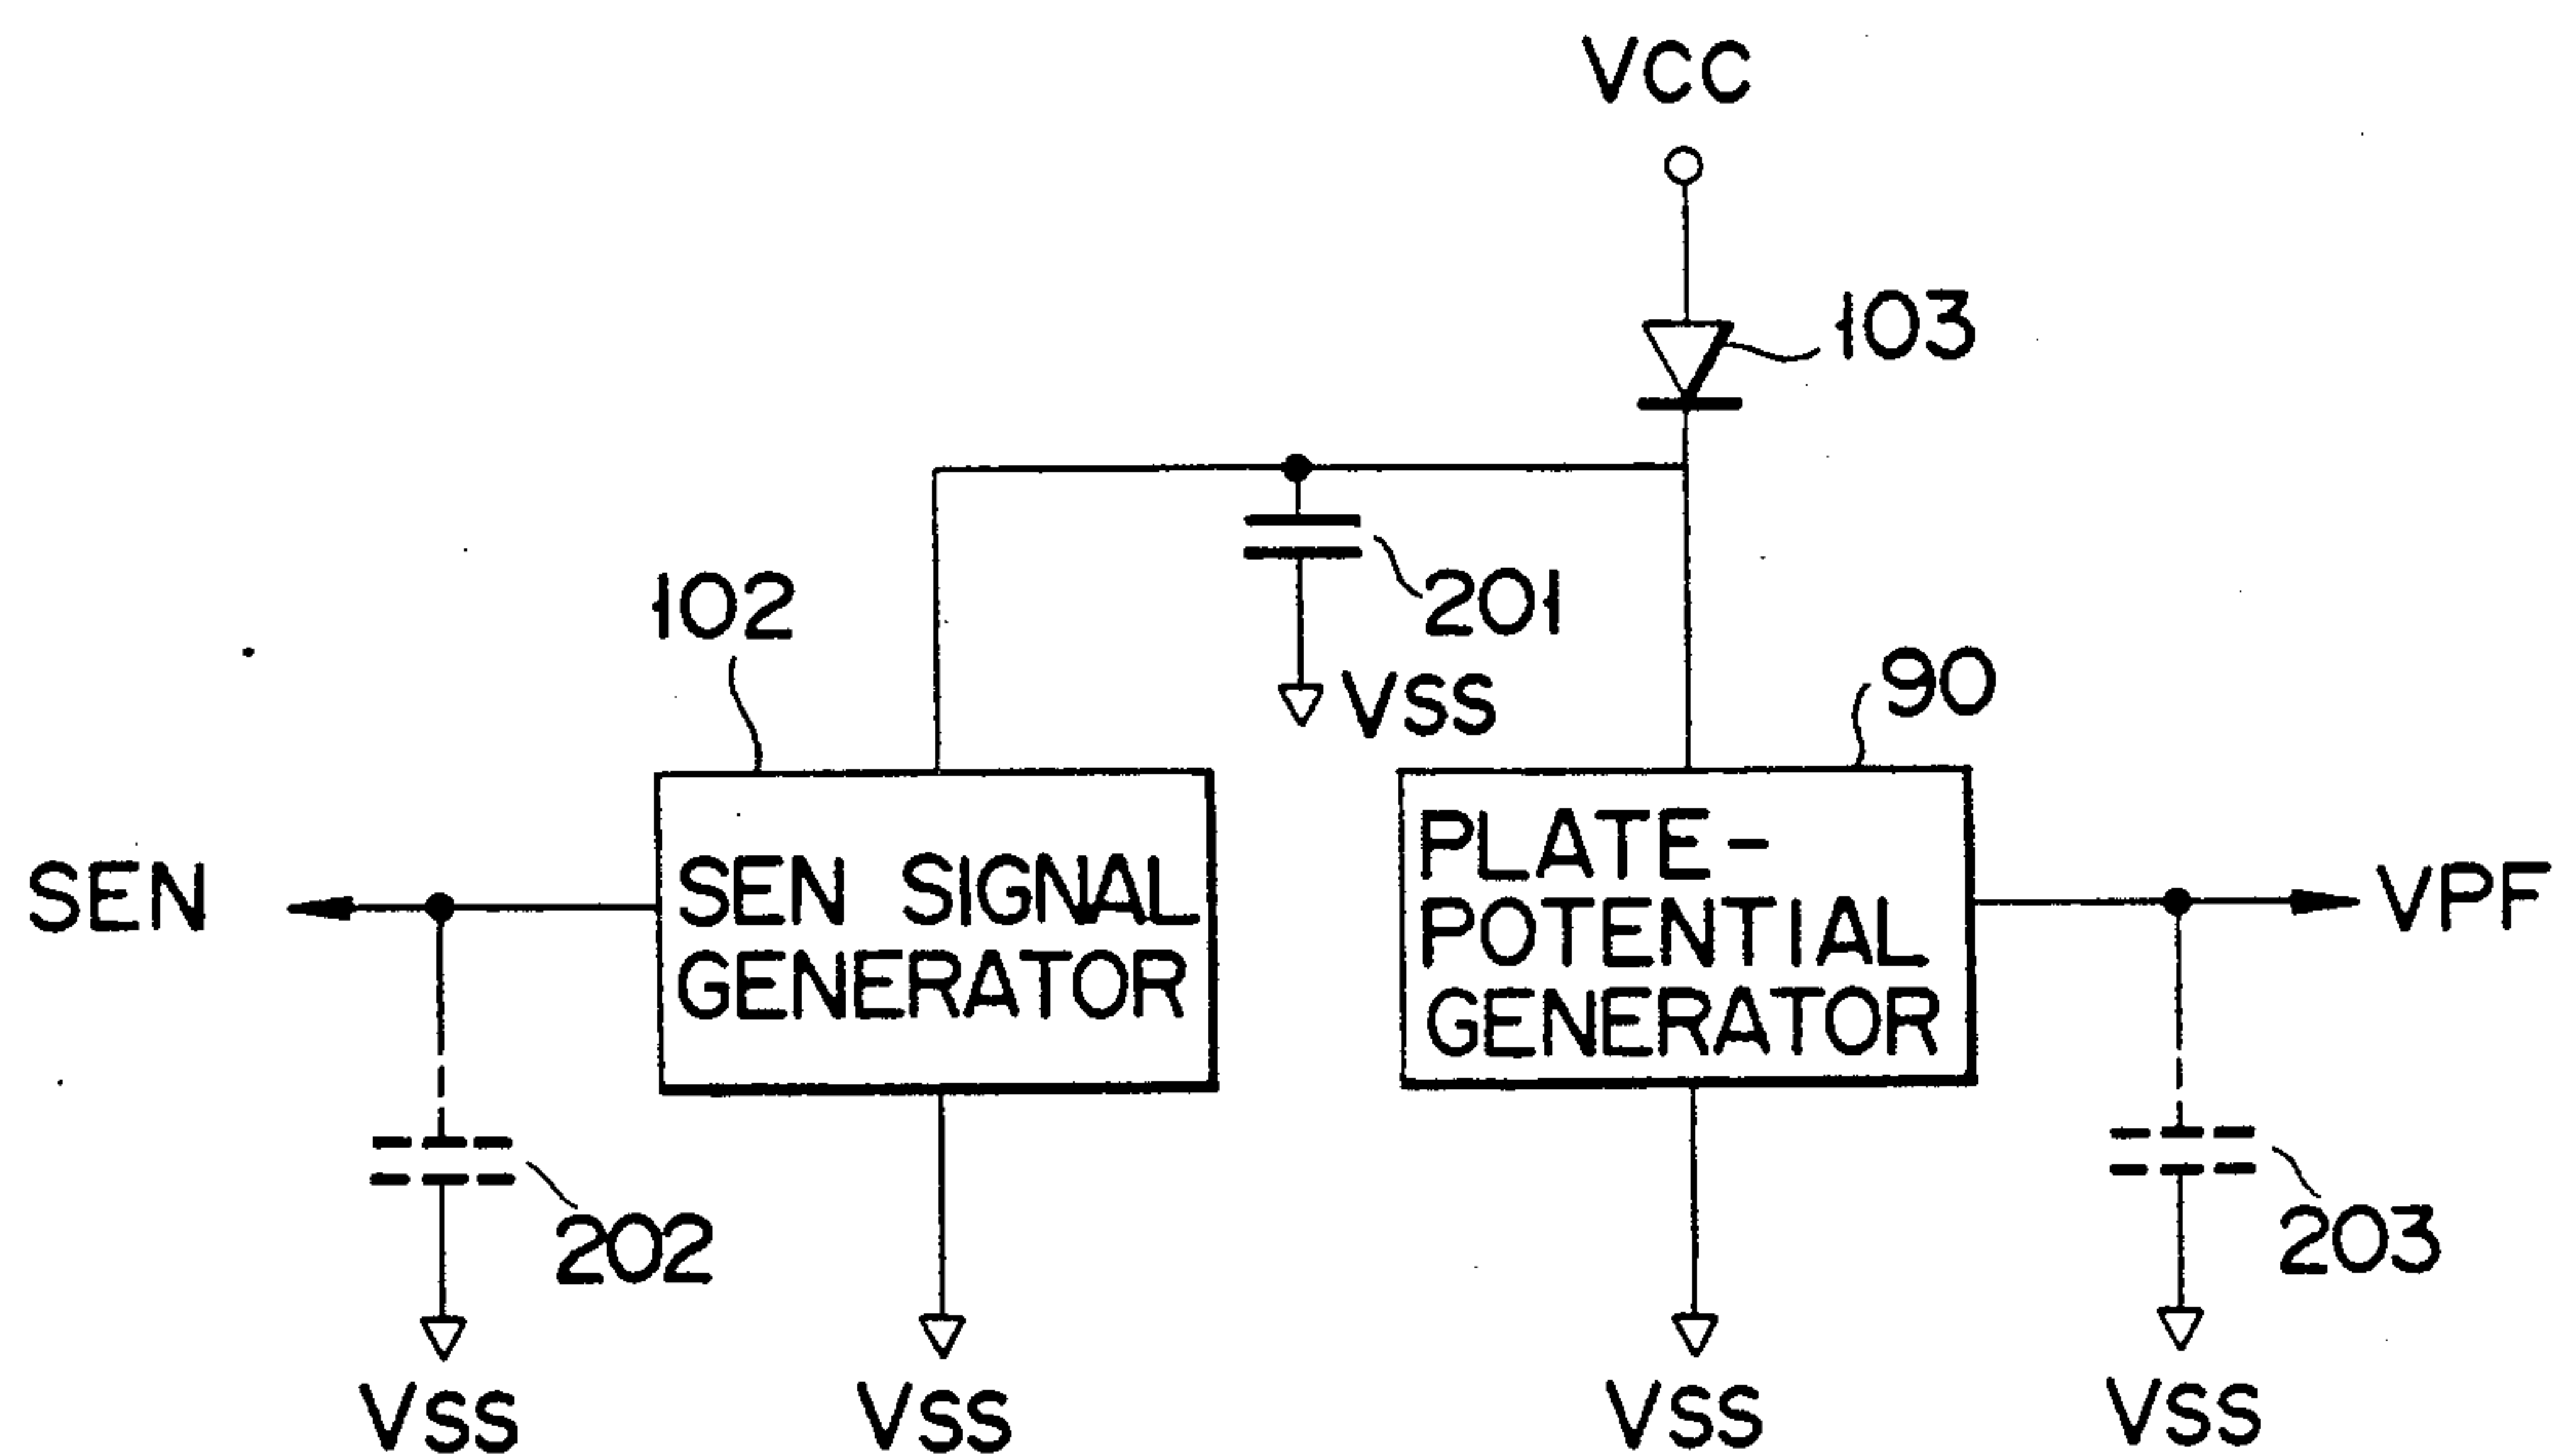 VCC
103
201
102
VSS
90
SEN SIGNAL
GENERATOR
PLATE-
POTENTIAL
GENERATOR
SEN
VPF
202
203
VSS
VSS
VSS
VSS